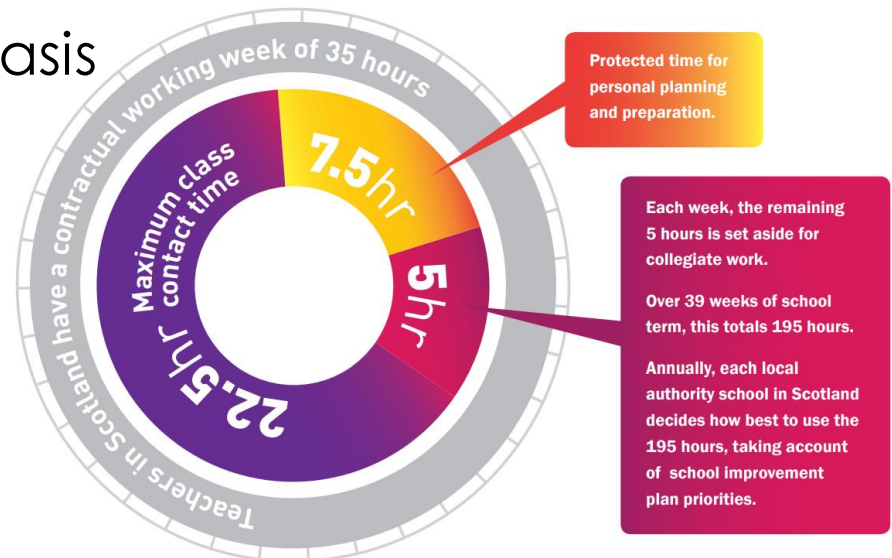 asis
Teachers in Scotland have a contractual working week of 35 hours
Maximum class
contact time
22.5hr
7.5hr
5hr
Protected time for
personal planning
and preparation.
Each week, the remaining
5 hours is set aside for
collegiate work.
Over 39 weeks of school
term, this totals 195 hours.
Annually, each local
authority school in Scotland
decides how best to use the
195 hours, taking account
of school improvement
plan priorities.